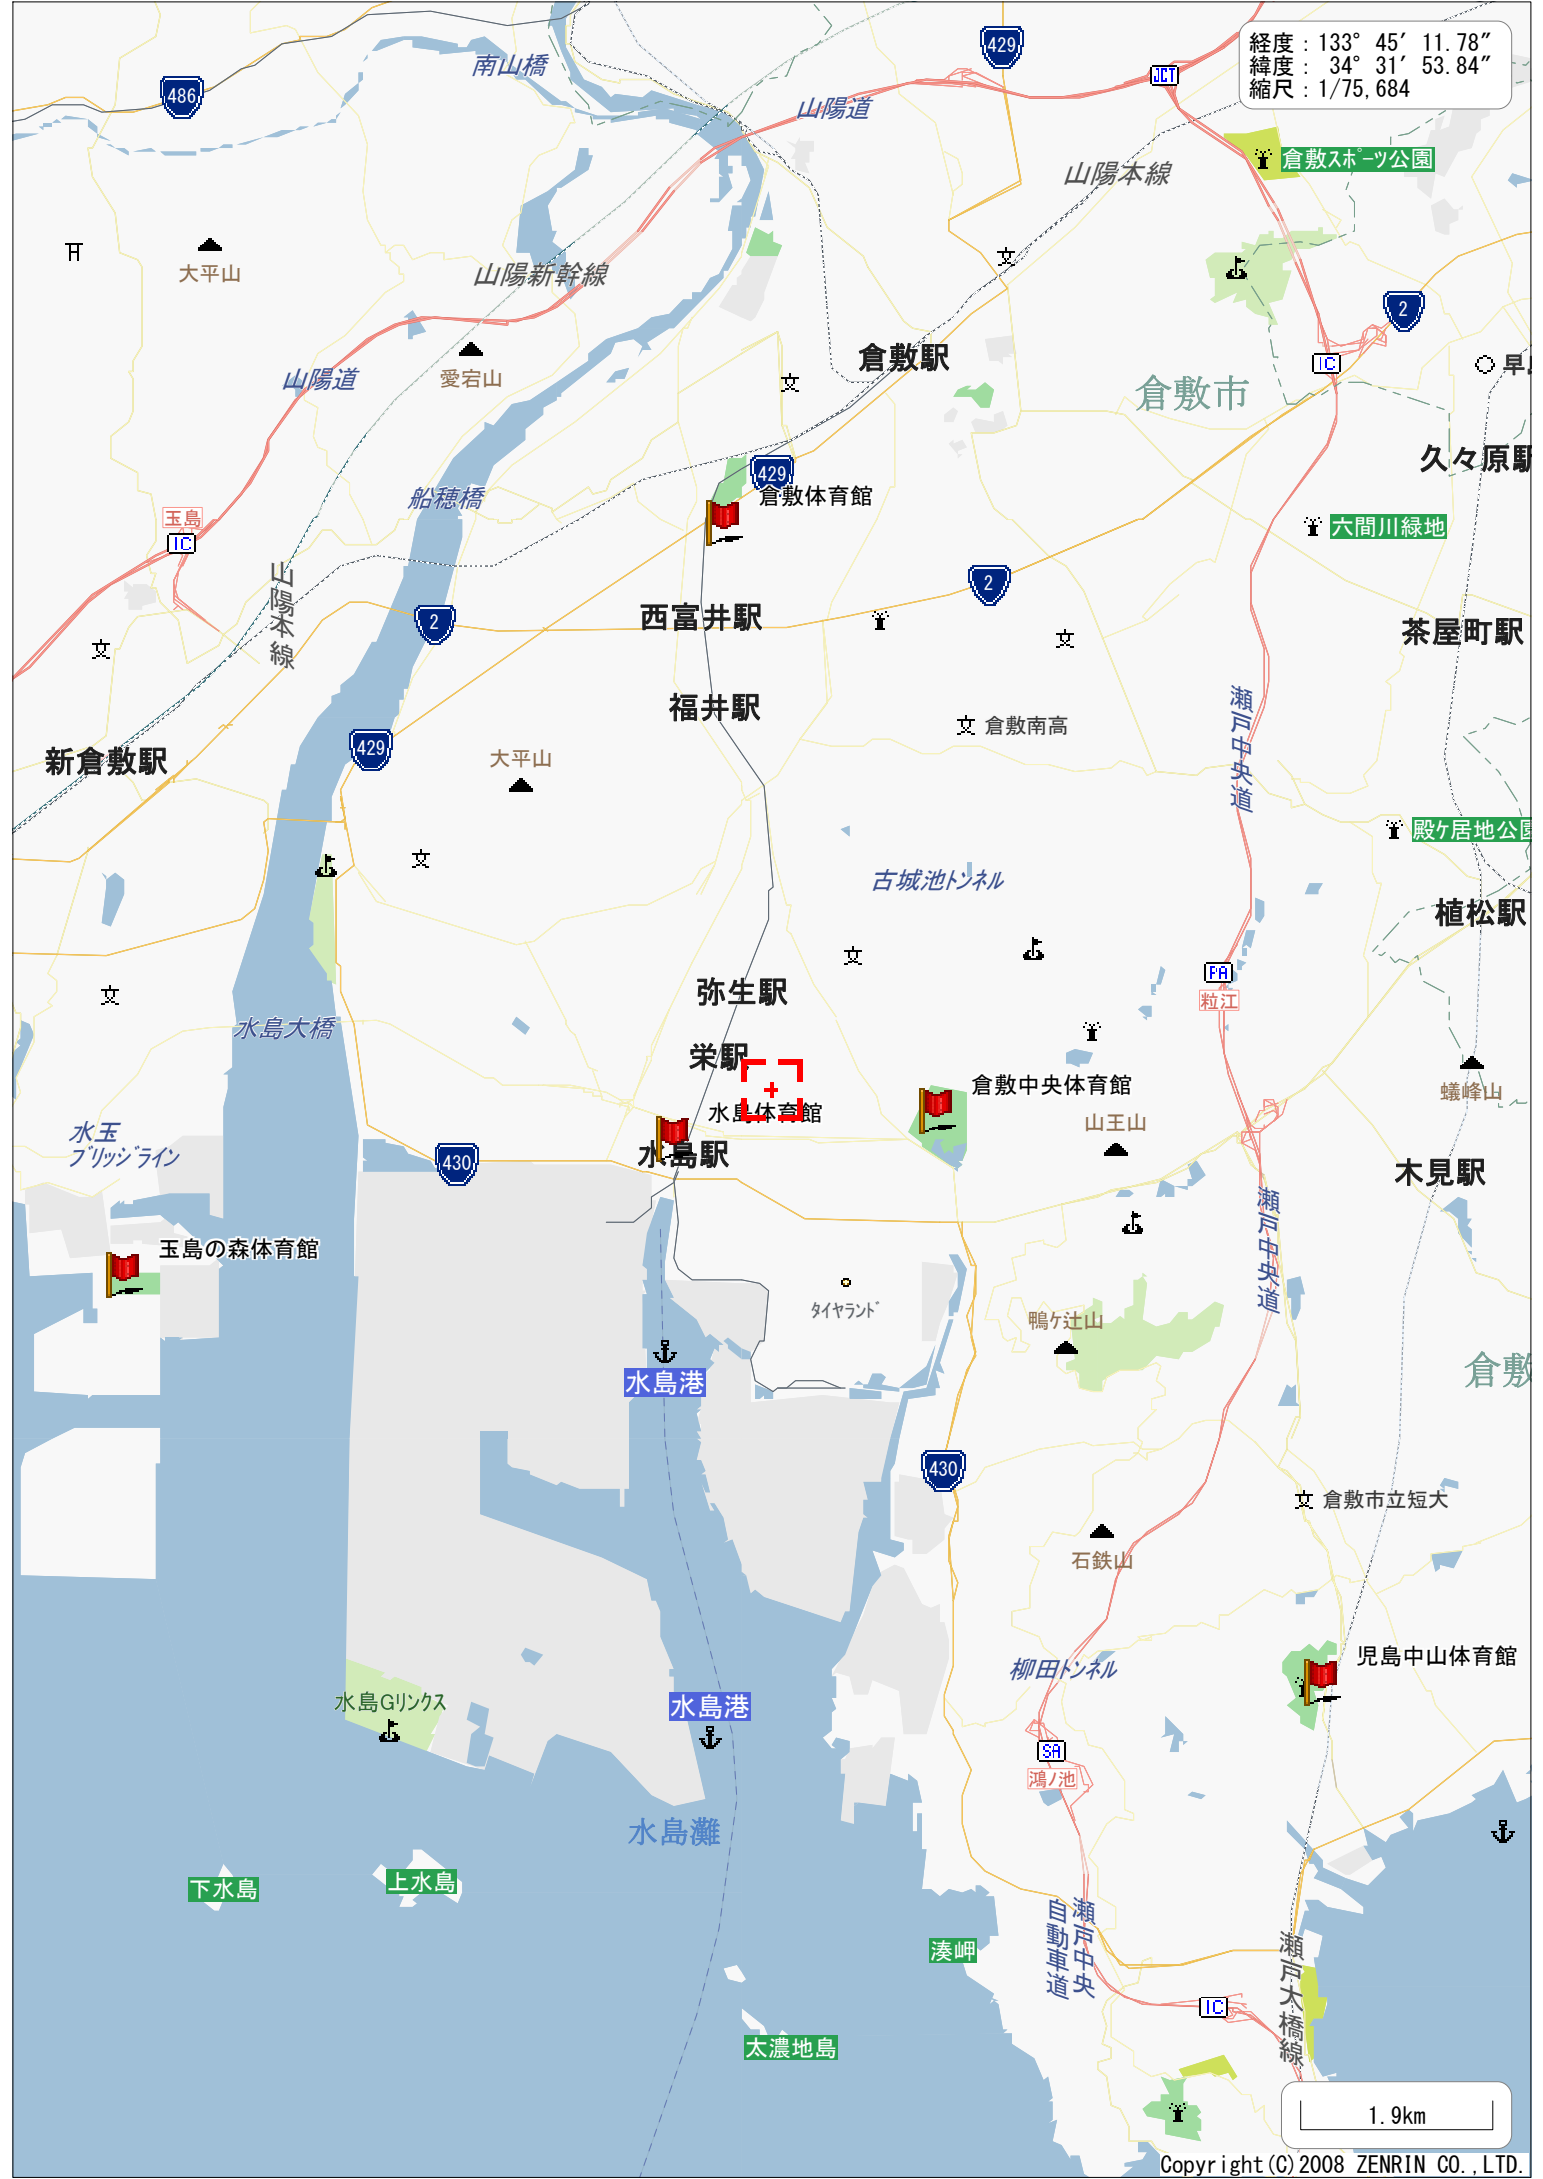 経度：133° 45′ 11.78″
緯度： 34° 31′ 53.84″
縮尺：1/75,684
429
南山橋
486
JCT
山陽道
倉敷スポーツ公園
山陽本線
大平山
山陽新幹線
2
倉敷駅
IC
早
愛宕山
山陽道
倉敷市
久々原駅
429
倉敷体育館
船穂橋
玉島
IC
六間川緑地
山陽本線
2
2
西富井駅
茶屋町駅
福井駅
倉敷南高
瀬戸中央道
429
新倉敷駅
大平山
殿ケ居地公園
古城池トンネル
植松駅
PA
粒江
弥生駅
水島大橋
栄駅
倉敷中央体育館
蟻峰山
水島体育館
山王山
水玉
ブリッジライン
水島駅
430
木見駅
瀬戸中央道
玉島の森体育館
タイヤランド
鴨ケ辻山
水島港
倉敷
430
倉敷市立短大
石鉄山
児島中山体育館
柳田トンネル
水島Gリンクス
水島港
SA
鴻ノ池
水島灘
下水島
上水島
瀬戸中央
自動車道
湊岬
瀬戸大橋線
IC
太濃地島
1.9km
Copyright(C)2008 ZENRIN CO.,LTD.